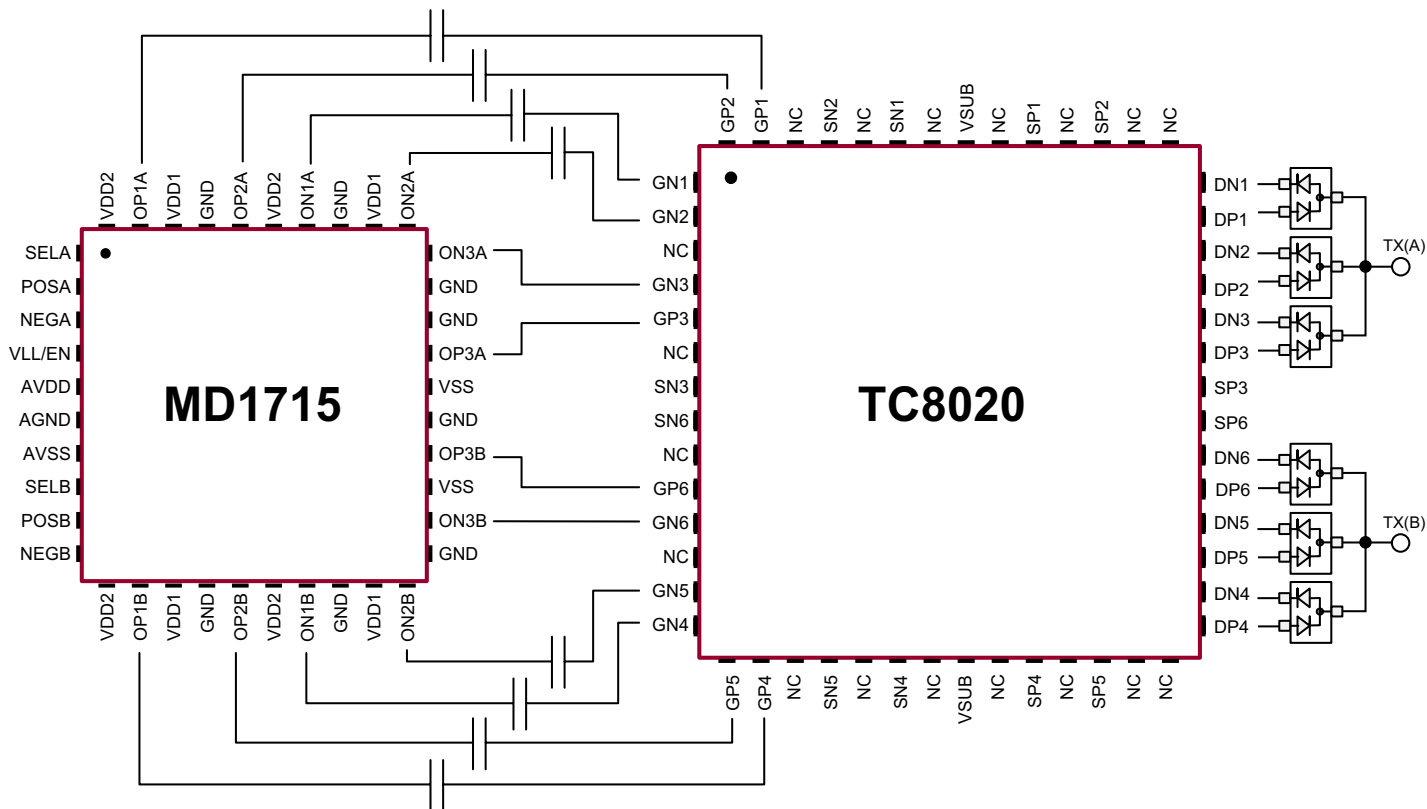 GP2
GP1
NC
SN2
NC
SN1
NC
VSUB
NC
SP1
NC
SP2
NC
NC
VDD2
OP1A
VDD1
GND
OP2A
VDD2
ON1A
GND
VDD1
ON2A
SELA
POSA
NEGA
VLL/EN
AVDD
AGND
AVSS
SELB
POSB
NEGB
MD1715
ON3A
GND
GND
OP3A
VSS
GND
OP3B
VSS
ON3B
GND
VDD2
OP1B
VDD1
GND
OP2B
VDD2
ON1B
GND
VDD1
ON2B
GN1
GN2
NC
GN3
GP3
NC
SN3
SN6
NC
GP6
GN6
NC
GN5
GN4
TC8020
DN1
DP1
DN2
DP2
DN3
DP3
SP3
SP6
DN6
DP6
DN5
DP5
DN4
DP4
TX(A)
TX(B)
GP5
GP4
NC
SN5
NC
SN4
NC
VSUB
NC
SP4
NC
SP5
NC
NC